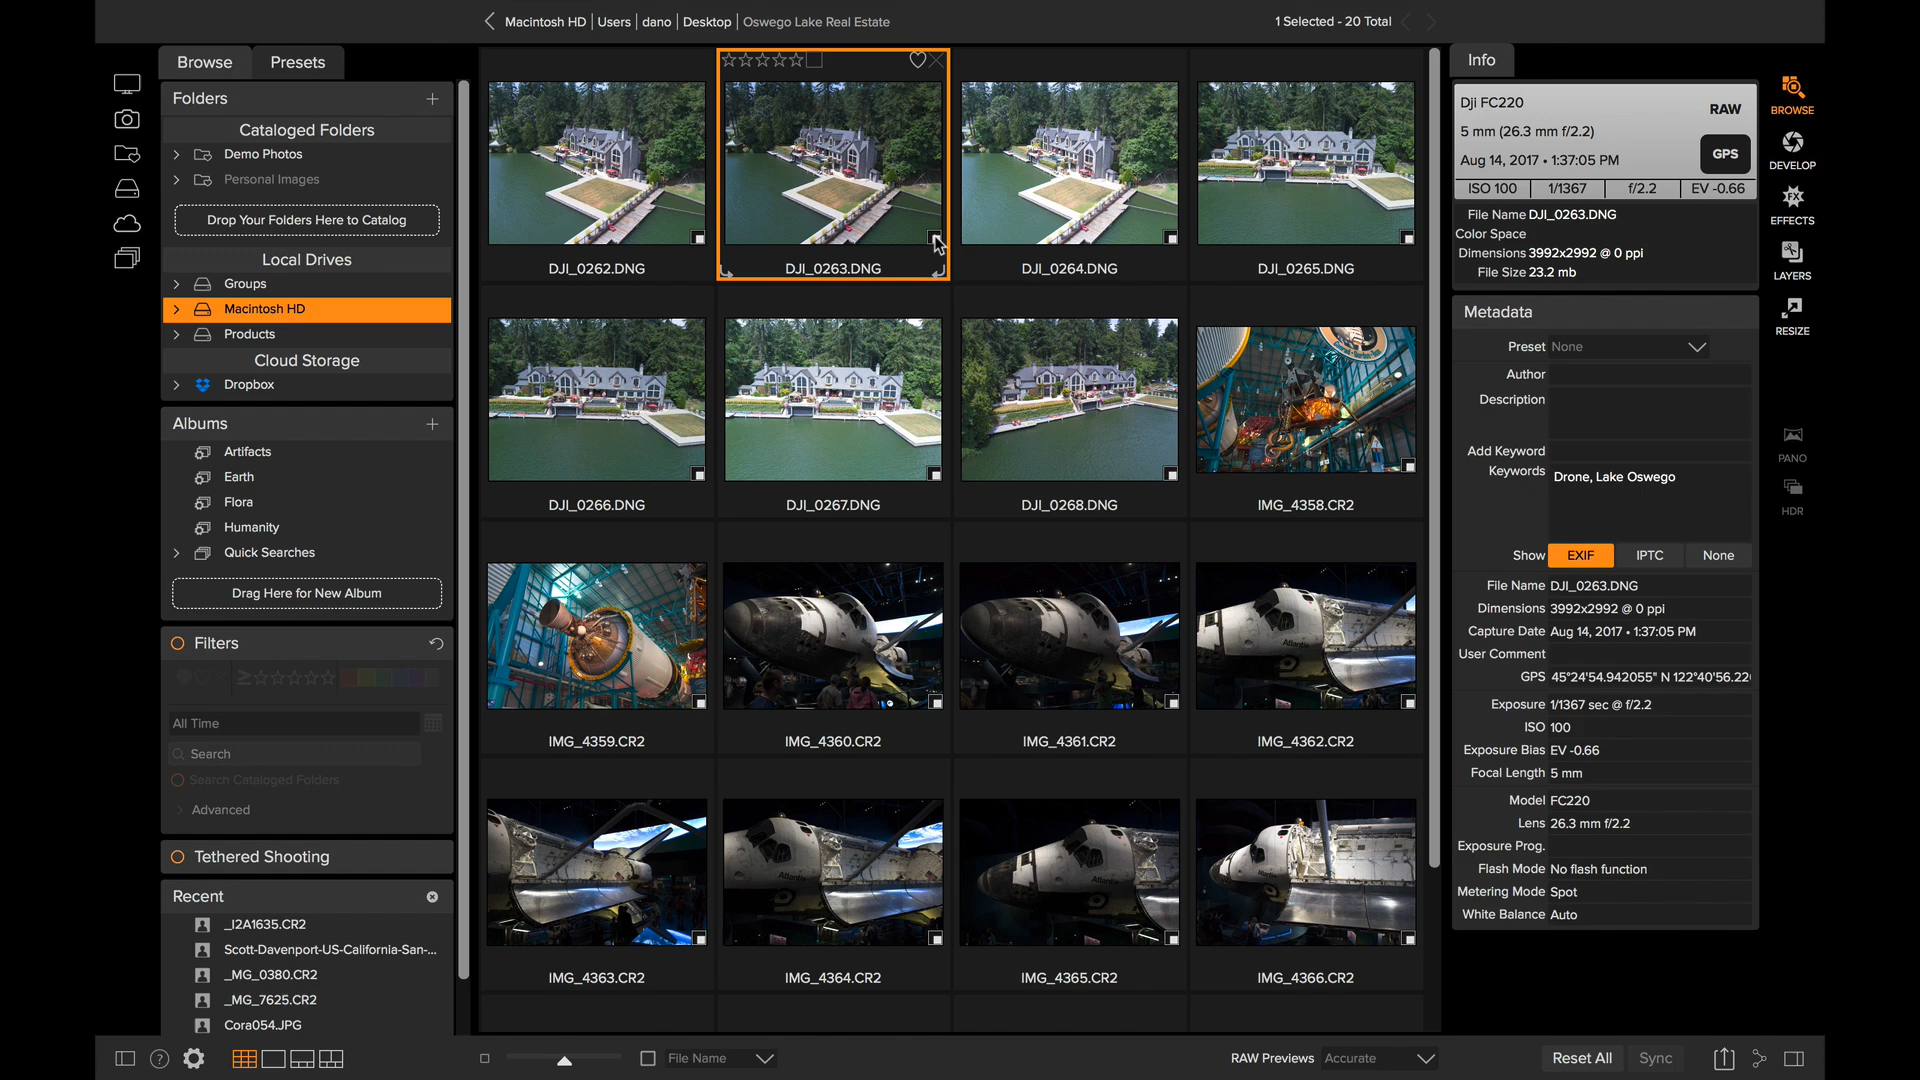 Macintosh HD | Users | dano | Desktop | Oswego Lake Real Estate
1 Selected - 20 Total
Browse
Presets
Folders
Cataloged Folders
Demo Photos
Personal Images
Drop Your Folders Here to Catalog
Local Drives
Groups
Macintosh HD
Products
Cloud Storage
Dropbox
Albums
Artifacts
Earth
Flora
Humanity
Quick Searches
Drag Here for New Album
Filters
All Time
Search
Search Cataloged Folders
Advanced
Tethered Shooting
Recent
_I2A1635.CR2
Scott-Davenport-US-California-San-...
_MG_0380.CR2
_MG_7625.CR2
Cora054.JPG
DJI_0262.DNG
DJI_0263.DNG
DJI_0264.DNG
DJI_0265.DNG
DJI_0266.DNG
DJI_0267.DNG
DJI_0268.DNG
IMG_4358.CR2
IMG_4359.CR2
IMG_4360.CR2
IMG_4361.CR2
IMG_4362.CR2
Atlantis
IMG_4363.CR2
IMG_4364.CR2
IMG_4365.CR2
IMG_4366.CR2
File Name
RAW Previews Accurate
Reset All
Sync
Info
Dji FC220
RAW
5 mm (26.3 mm f/2.2)
Aug 14, 2017 • 1:37:05 PM
GPS
ISO 100
1/1367
f/2.2
EV -0.66
File Name DJI_0263.DNG
Color Space
Dimensions 3992x2992 @ 0 ppi
File Size 23.2 mb
Metadata
Preset None
Author
Description
Add Keyword
Keywords Drone, Lake Oswego
Show EXIF IPTC None
File Name DJI_0263.DNG
Dimensions 3992x2992 @ 0 ppi
Capture Date Aug 14, 2017 • 1:37:05 PM
User Comment
GPS 45°24'54.942055" N 122°40'56.22
Exposure 1/1367 sec @ f/2.2
ISO 100
Exposure Bias EV -0.66
Focal Length 5 mm
Model FC220
Lens 26.3 mm f/2.2
Exposure Prog.
Flash Mode No flash function
Metering Mode Spot
White Balance Auto
BROWSE
DEVELOP
FX
EFFECTS
LAYERS
RESIZE
PANO
HDR